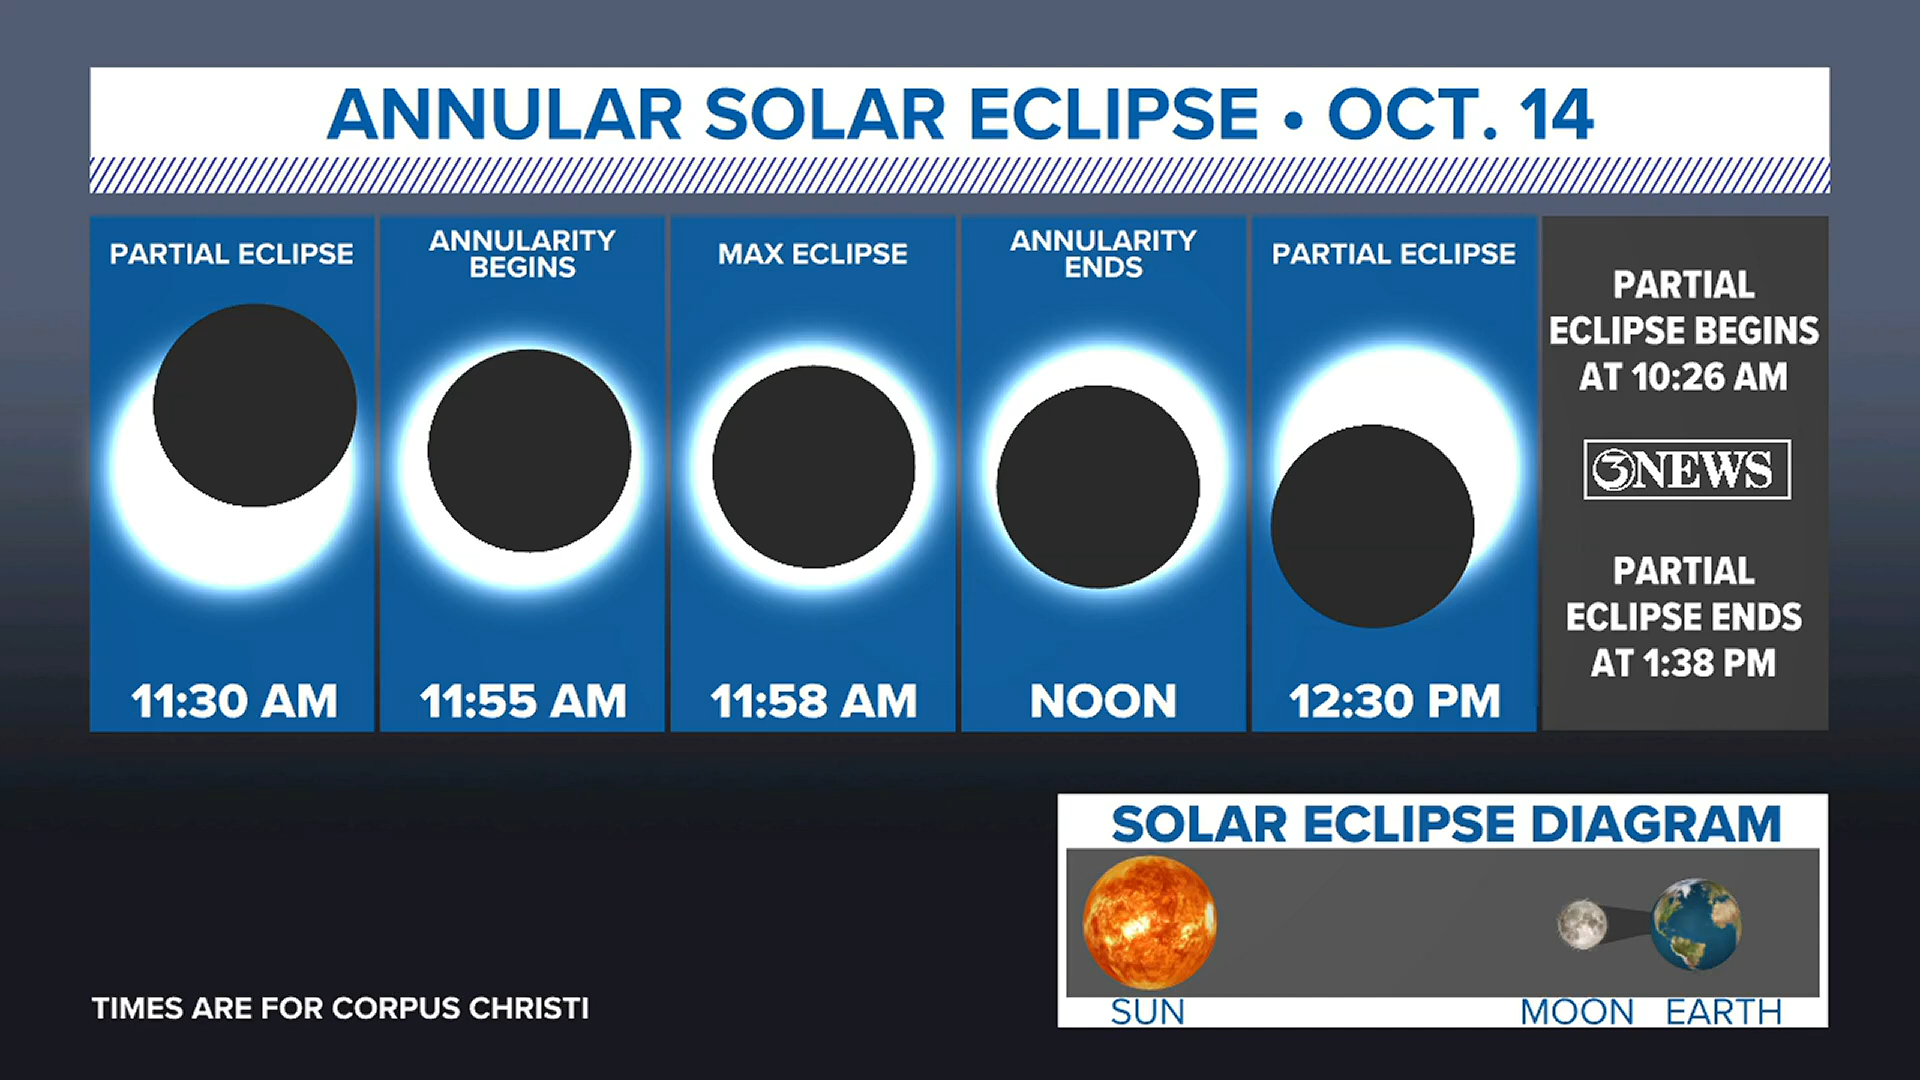 ANNULAR SOLAR ECLIPSE • OCT. 14
PARTIAL ECLIPSE
11:30 AM
ANNULARITY
BEGINS
11:55 AM
MAX ECLIPSE
11:58 AM
ANNULARITY
ENDS
NOON
PARTIAL ECLIPSE
12:30 PM
PARTIAL
ECLIPSE BEGINS
AT 10:26 AM
3NEWS
PARTIAL
ECLIPSE ENDS
AT 1:38 PM
SOLAR ECLIPSE DIAGRAM
SUN
MOON
EARTH
TIMES ARE FOR CORPUS CHRISTI